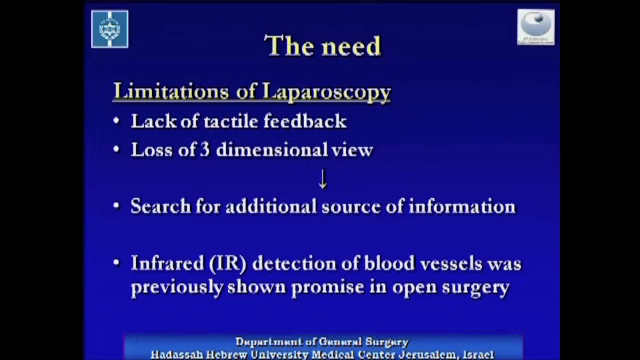 The need
Limitations of Laparoscopy
• Lack of tactile feedback
• Loss of 3 dimensional view
↓
• Search for additional source of information
• Infrared (IR) detection of blood vessels was
previously shown promise in open surgery
Department of General Surgery
Hadassah Hebrew University Medical Center Jerusalem, Israel